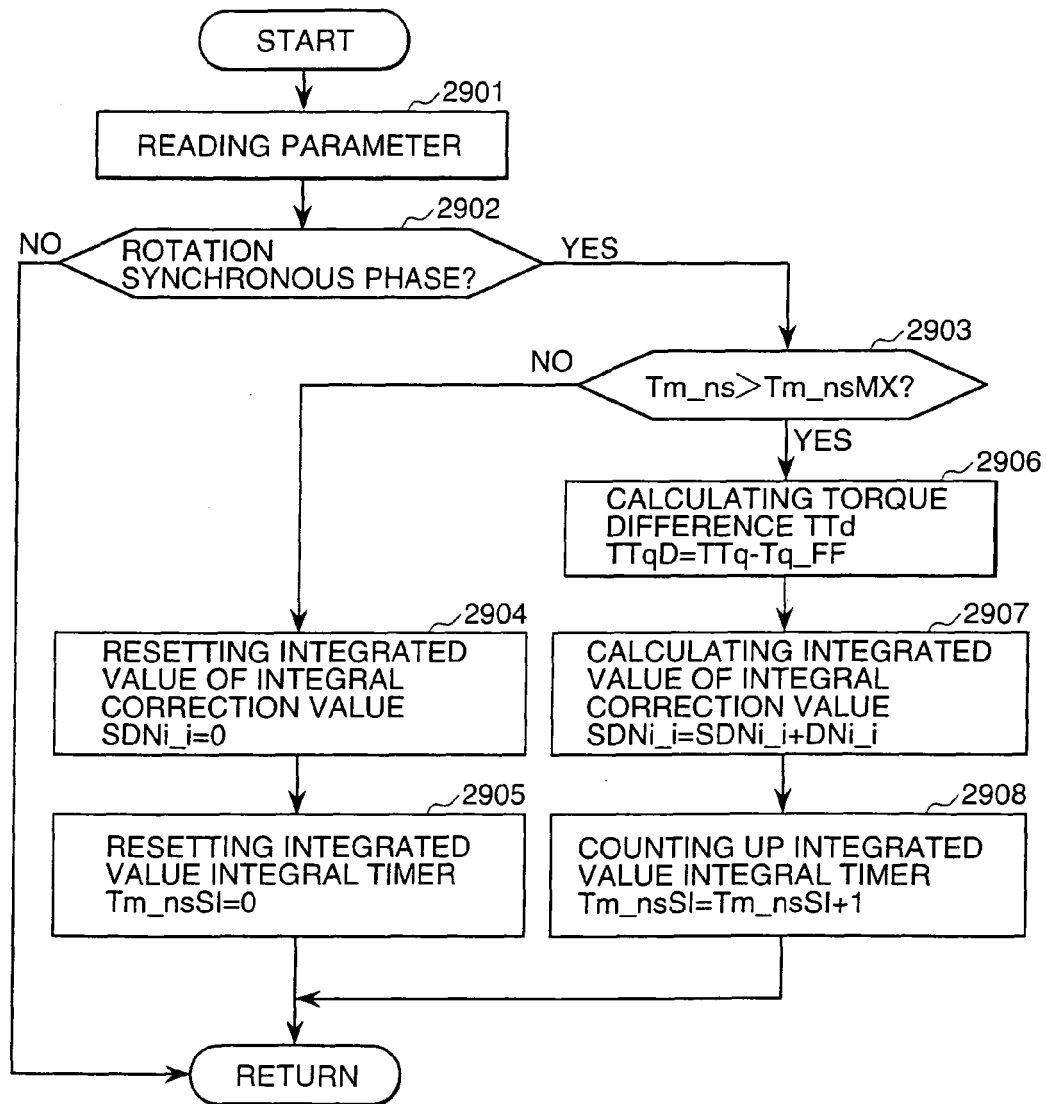 START
2901
READING PARAMETER
2902
NO
ROTATION
SYNCHRONOUS PHASE?
YES
2903
NO
Tm_ns>Tm_nsMX?
YES
2906
CALCULATING TORQUE
DIFFERENCE TTd
TTqD=TTq-Tq_FF
2904
RESETTING INTEGRATED
VALUE OF INTEGRAL
CORRECTION VALUE
SDNi_i=0
2907
CALCULATING INTEGRATED
VALUE OF INTEGRAL
CORRECTION VALUE
SDNi_i=SDNi_i+DNi_i
2905
RESETTING INTEGRATED
VALUE INTEGRAL TIMER
Tm_nsSI=0
2908
COUNTING UP INTEGRATED
VALUE INTEGRAL TIMER
Tm_nsSI=Tm_nsSI+1
RETURN